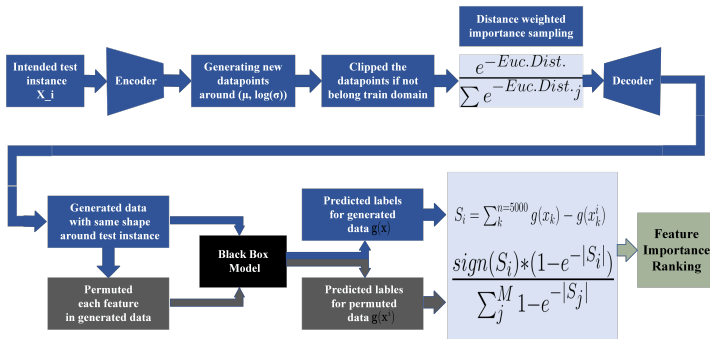 Distance weighted
importance sampling
Intended test
instance
X_i
Encoder
Generating new
datapoints
around (μ, log(σ))
Clipped the
datapoints if not
belong train domain
e^{-Euc.Dist.}
∑ e^{-Euc.Dist._j}
Decoder
Generated data
with same shape
around test instance
Permuted
each feature
in generated data
Black Box
Model
Predicted labels
for generated
data g(x)
Predicted lables
for permuted
data g(x^i)
S_i = ∑_k^{n=5000} g(x_k) − g(x_k^i)
sign(S_i)*(1-e^{-|S_i|})
∑_j^M 1-e^{-|S_j|}
Feature
Importance
Ranking